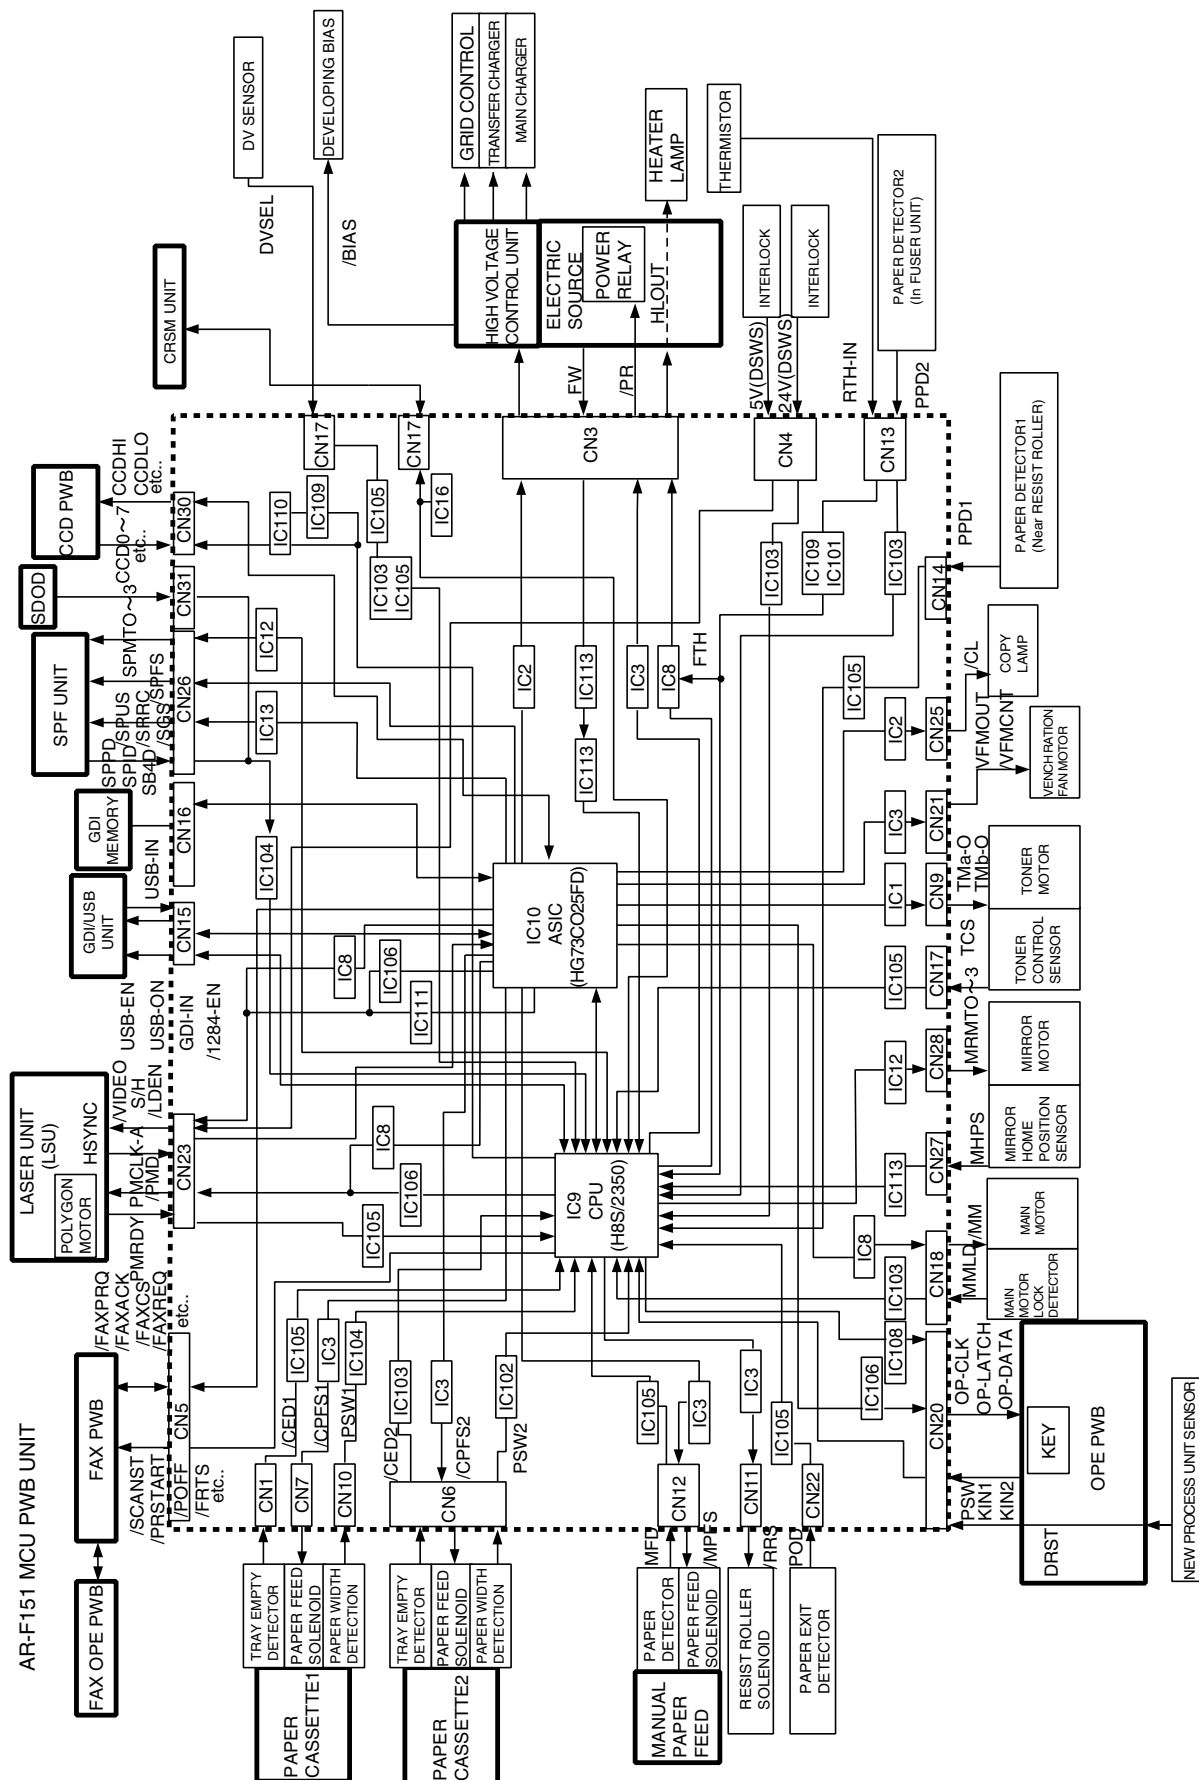 AR-F151 MCU PWB UNIT
FAX OPE PWB
FAX PWB
/SCANST
/PRSTART
/POFF
/FRTS
etc..
/FAXPRQ
/FAXACK
/FAXCS
/FAXREQ
etc..
CN5
LASER UNIT
(LSU)
POLYGON
MOTOR
HSYNC
PMRDY
PMCLK-A
/PMD
/VIDEO
S/H
/LDEN
CN23
GDI/USB
UNIT
USB-EN
USB-ON
GDI-IN
/1284-EN
USB-IN
CN15
GDI
MEMORY
CN16
SPF UNIT
SPPD
SPID
SB4D
/SPUS
/SRRC
/SGS
/SPFS
SPMTO~3
CN26
SDOD
CN31
CCD PWB
CCD0~7
etc..
CCDHI
CCDLO
etc..
CN30
CRSM UNIT
DV SENSOR
DVSEL
DEVELOPING BIAS
/BIAS
CN17
CN17
GRID CONTROL
TRANSFER CHARGER
MAIN CHARGER
HIGH VOLTAGE
CONTROL UNIT
ELECTRIC
SOURCE
POWER
RELAY
HLOUT
HEATER
LAMP
FW
/PR
CN3
INTERLOCK
INTERLOCK
5V(DSWS)
24V(DSWS)
CN4
THERMISTOR
RTH-IN
PAPER DETECTOR2
(In FUSER UNIT)
PPD2
CN13
IC110
IC109
IC105
IC103
IC105
IC16
IC12
IC13
IC104
IC2
IC113
IC113
IC3
IC8
FTH
IC103
IC109
IC101
IC103
IC105
IC8
IC106
IC111
IC10
ASIC
(HG73CO25FD)
IC8
IC106
IC105
IC9
CPU
(H8S/2350)
PAPER DETECTOR1
(Near RESIST ROLLER)
PPD1
CN14
IC2
CN25
/CL
COPY
LAMP
IC3
CN21
VFMOUT
/VFMCNT
VENCH RATION
FAN MOTOR
IC1
CN9
TMa-O
TMb-O
TONER
MOTOR
IC105
CN17
TCS
TONER
CONTROL
SENSOR
IC12
CN28
MRMTO~3
MIRROR
MOTOR
IC113
CN27
MHPS
MIRROR
HOME
POSITION
SENSOR
IC8
IC103
CN18
/MM
MMLD
MAIN
MOTOR
MAIN
MOTOR
LOCK
DETECTOR
IC108
IC106
CN20
OP-CLK
OP-LATCH
OP-DATA
PSW
KIN1
KIN2
KEY
OPE PWB
DRST
NEW PROCESS UNIT SENSOR
IC105
IC3
IC104
/CED1
/CPFS1
PSW1
CN1
CN7
CN10
TRAY EMPTY
DETECTOR
PAPER FEED
SOLENOID
PAPER WIDTH
DETECTION
PAPER
CASSETTE1
IC103
IC3
IC102
/CED2
/CPFS2
PSW2
CN6
TRAY EMPTY
DETECTOR
PAPER FEED
SOLENOID
PAPER WIDTH
DETECTION
PAPER
CASSETTE2
IC105
IC3
CN12
MFD
/MPFS
PAPER
DETECTOR
PAPER FEED
SOLENOID
MANUAL
PAPER
FEED
IC3
CN11
/RRS
RESIST ROLLER
SOLENOID
IC105
CN22
POD
PAPER EXIT
DETECTOR